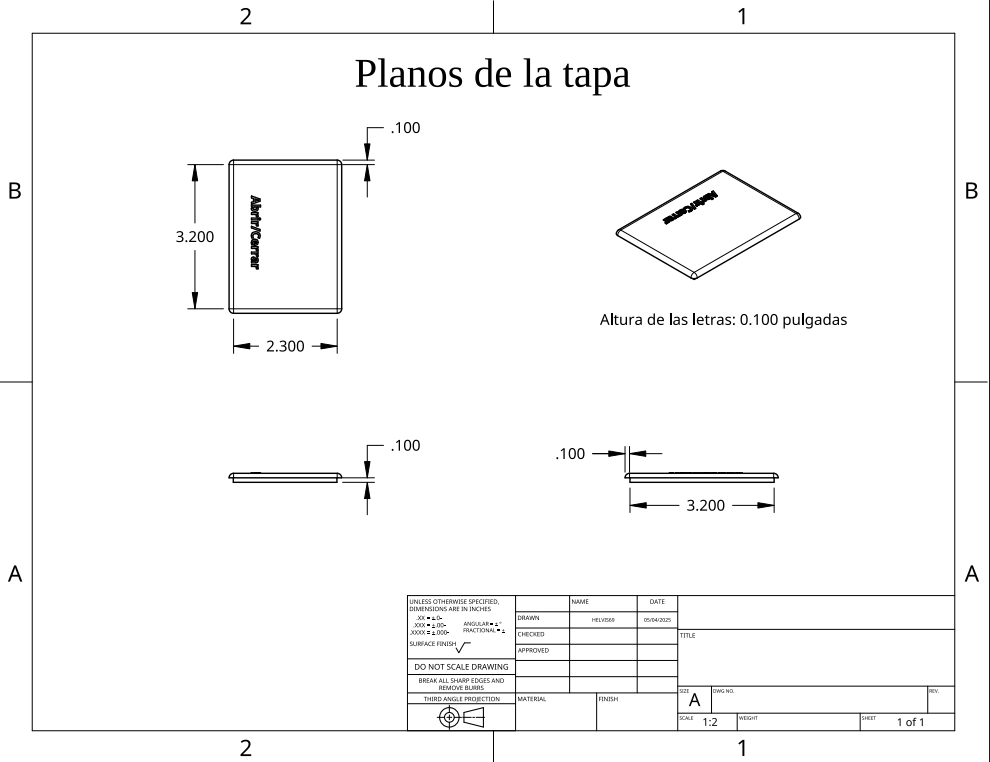 2
1
Planos de la tapa
.100
B
B
3.200
Abrir/Cerrar
Abrir/Cerrar
Altura de las letras: 0.100 pulgadas
2.300
.100
.100
3.200
A
A
UNLESS OTHERWISE SPECIFIED,
DIMENSIONS ARE IN INCHES
.XX = ±.0-
.XXX = ±.00-
.XXXX = ±.000-
ANGULAR = ± °
FRACTIONAL = ±
SURFACE FINISH
DO NOT SCALE DRAWING
BREAK ALL SHARP EDGES AND
REMOVE BURRS
THIRD ANGLE PROJECTION
NAME
DATE
DRAWN
HELVIS69
05/04/2025
CHECKED
APPROVED
MATERIAL
FINISH
TITLE
SIZE
A
DWG NO.
REV.
SCALE
1:2
WEIGHT
SHEET
1 of 1
2
1